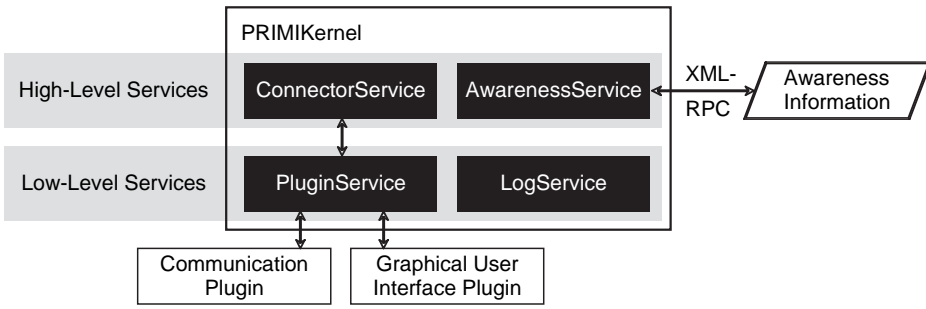 PRIMIKernel
High-Level Services
ConnectorService
AwarenessService
XML-
RPC
Awareness
Information
Low-Level Services
PluginService
LogService
Communication
Plugin
Graphical User
Interface Plugin